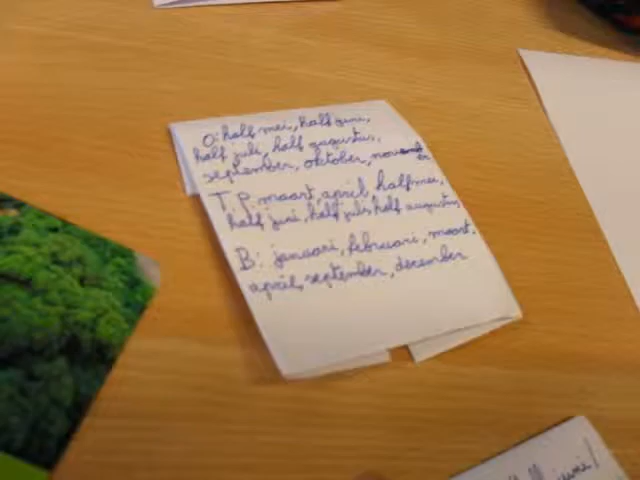 O: half mei, half juni,
half juli, half augustus,
september, oktober, november
T.P. maart, april, half mei,
half juni, half juli, half augustus,
B: januari, februari, maart,
april, september, december